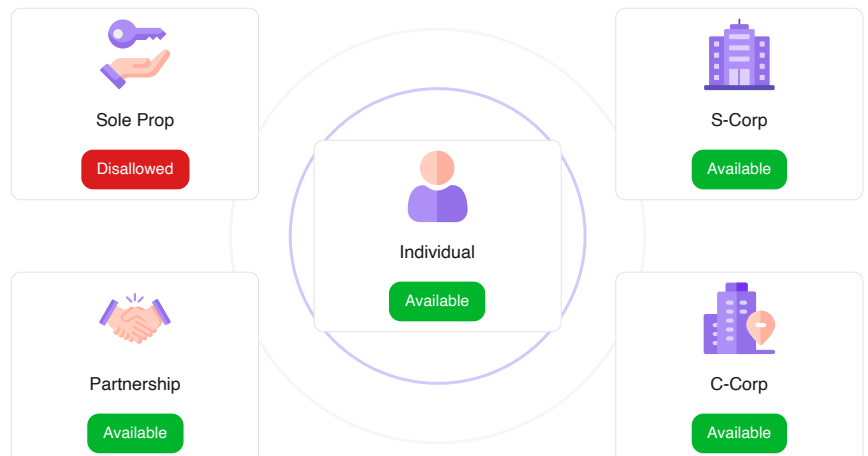 Sole Prop
Disallowed
S-Corp
Available
Individual
Available
Partnership
Available
C-Corp
Available